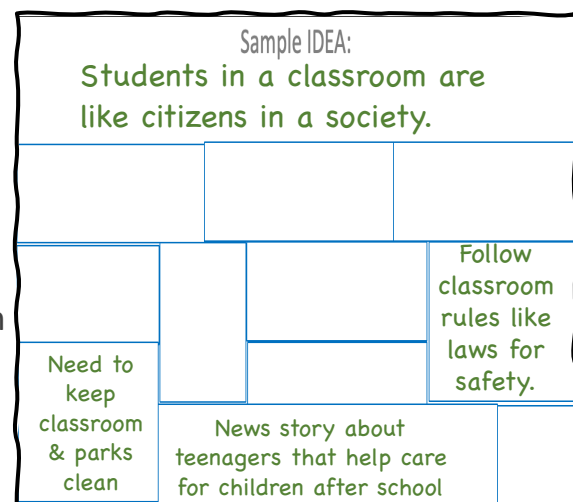 Sample IDEA:
Students in a classroom are
like citizens in a society.
Follow
classroom
rules like
laws for
safety.
Need to
keep
classroom
& parks
clean
News story about
teenagers that help care
for children after school